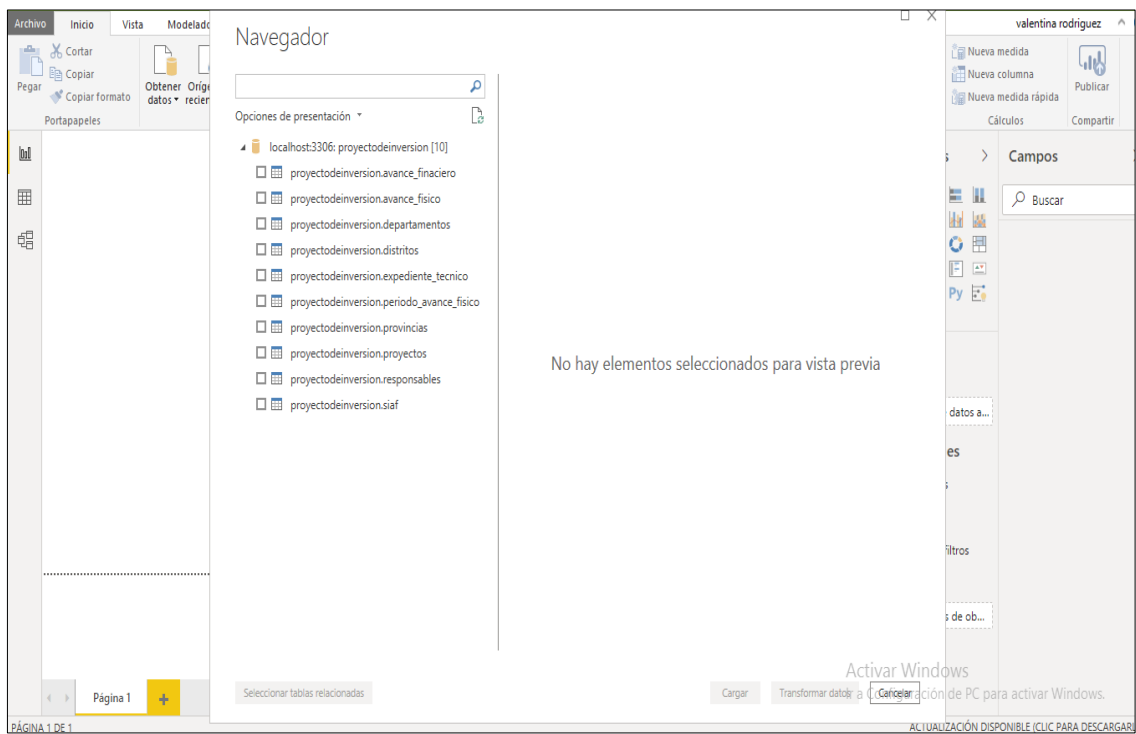 Archivo Inicio Vista Modelado
valentina rodriguez
Cortar
Copiar
Copiar formato
Pegar
Portapapeles
Obtener datos
Navegador
Opciones de presentación
localhost:3306: proyectodeinversion [10]
proyectodeinversion.avance_finaciero
proyectodeinversion.avance_fisico
proyectodeinversion.departamentos
proyectodeinversion.distritos
proyectodeinversion.expediente_tecnico
proyectodeinversion.periodo_avance_fisico
proyectodeinversion.provincias
proyectodeinversion.proyectos
proyectodeinversion.responsables
proyectodeinversion.siaf
No hay elementos seleccionados para vista previa
Seleccionar tablas relacionadas
Cargar
Transformar datos
Cancelar
Nueva medida
Nueva columna
Nueva medida rápida
Cálculos
Publicar
Compartir
Campos
Buscar
Py
datos a...
es
filtros
s de ob...
Activar Windows
ración de PC para activar Windows.
Página 1
PÁGINA 1 DE 1
ACTUALIZACIÓN DISPONIBLE (CLIC PARA DESCARGARL